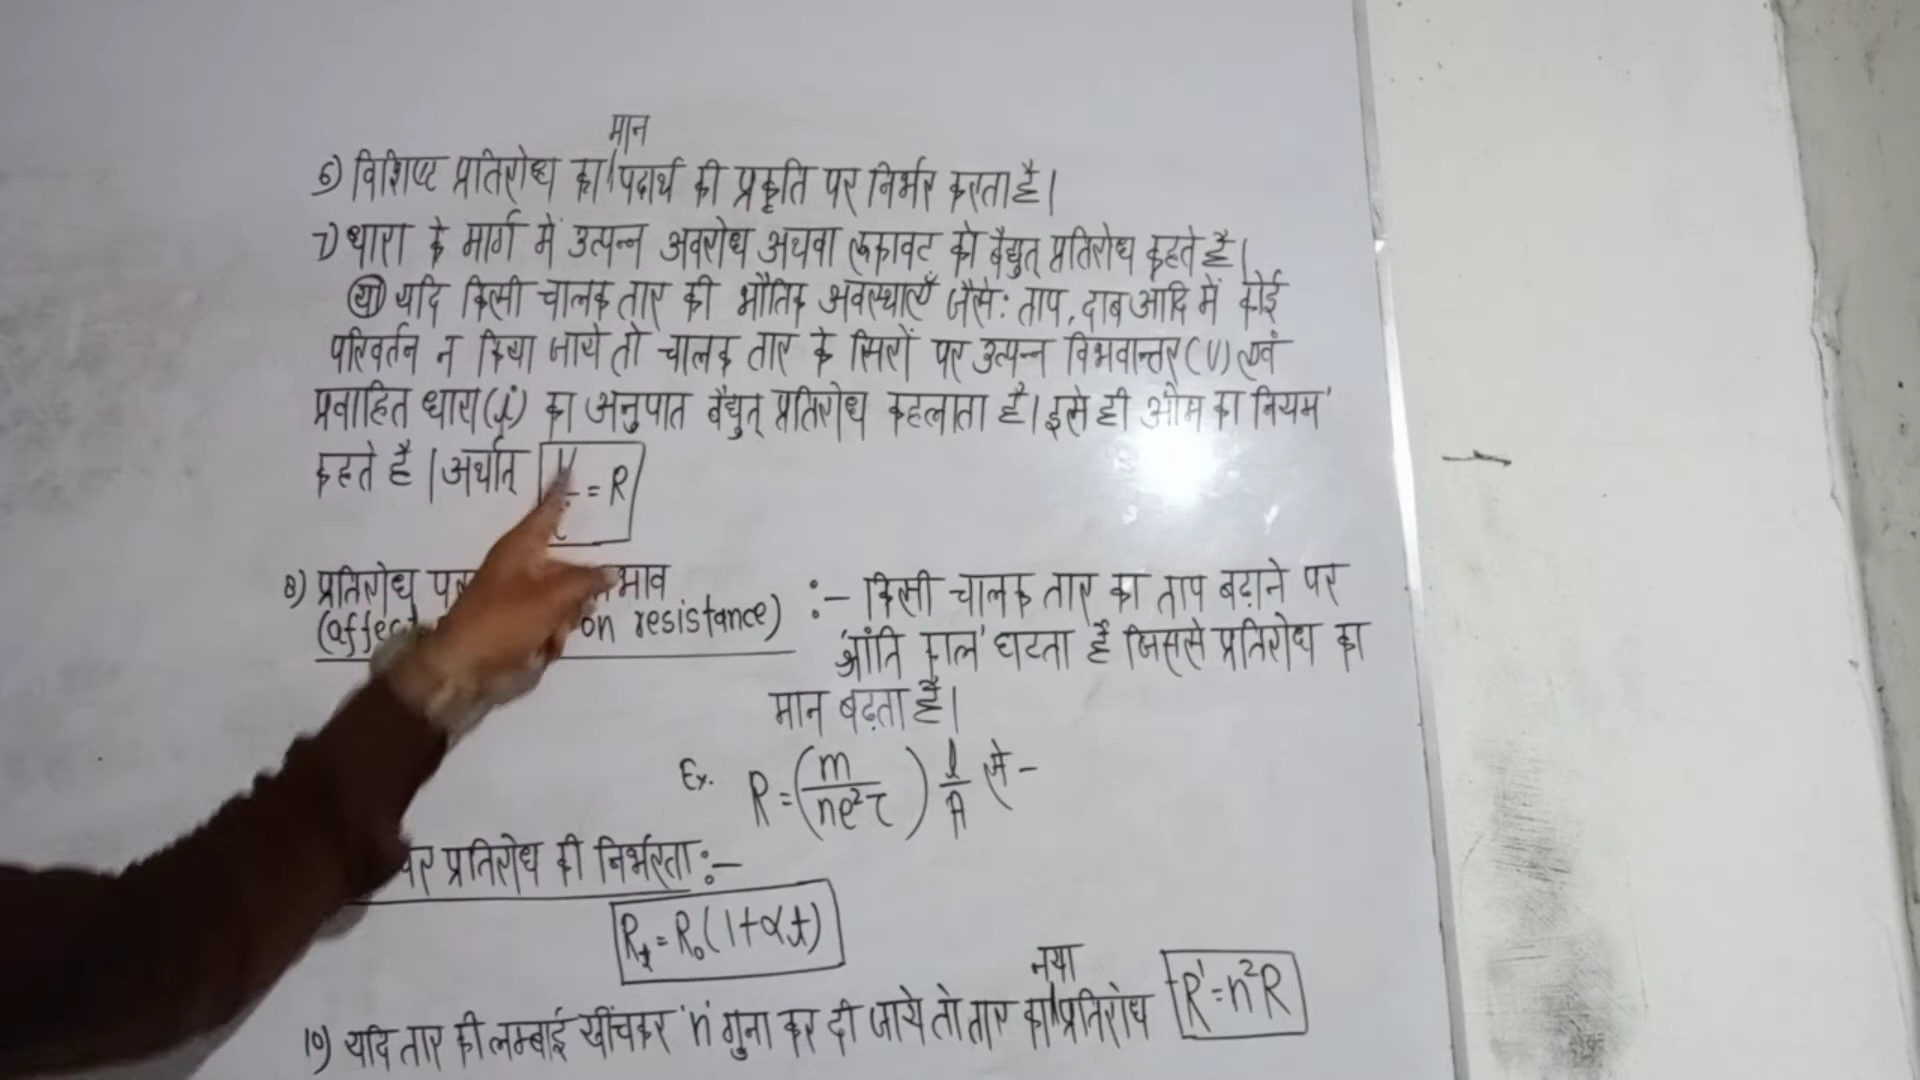 मान
6) विशिष्ट प्रतिरोध का पदार्थ की प्रकृति पर निर्भर करता है।
7) धारा के मार्ग में उत्पन्न अवरोध अथवा रूकावट को वैद्युत प्रतिरोध कहते है।
या यदि किसी चालक तार की भौतिक अवस्थाएँ जैसे: ताप, दाब आदि में कोई
परिवर्तन न किया जाये तो चालक तार के सिरों पर उत्पन्न विभवान्तर (V) एवं
प्रवाहित धारा (i) का अनुपात वैद्युत प्रतिरोध कहलाता है। इसे ही ओम का नियम'
कहते है। अर्थात् V/i = R
8) प्रतिरोध पर :- किसी चालक तार का ताप बढ़ाने पर
(affect on resistance) 'श्रांति काल' घटता है जिससे प्रतिरोध का
मान बढ़ता है।
Ex. R = (m/ne²τ) l/A से -
पर प्रतिरोध की निर्भरता :-
Rt = R₀(1+αt)
नया
10) यदि तार की लम्बाई खींचकर 'n' गुना कर दी जाये तो तार का प्रतिरोध R' = n²R